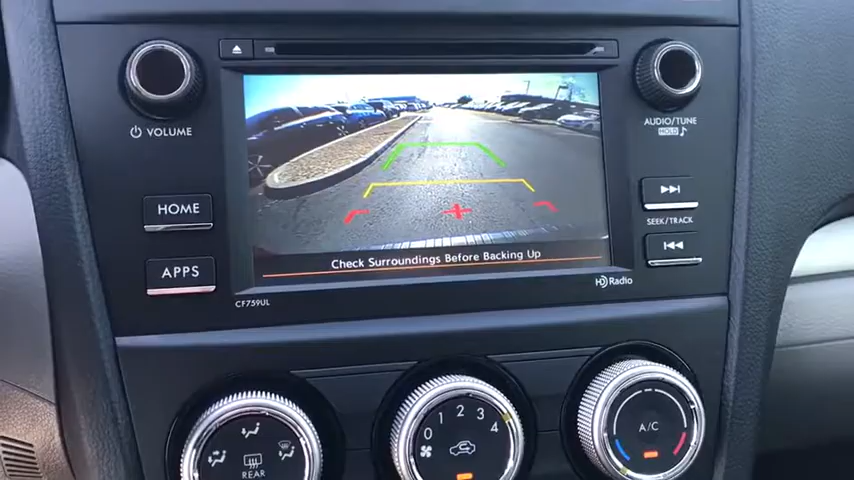 VOLUME
AUDIO/TUNE
HOLD
HOME
SEEK/TRACK
APPS
Check Surroundings Before Backing Up
CF759UL
HD Radio
0 1 2 3 4
A/C
REAR